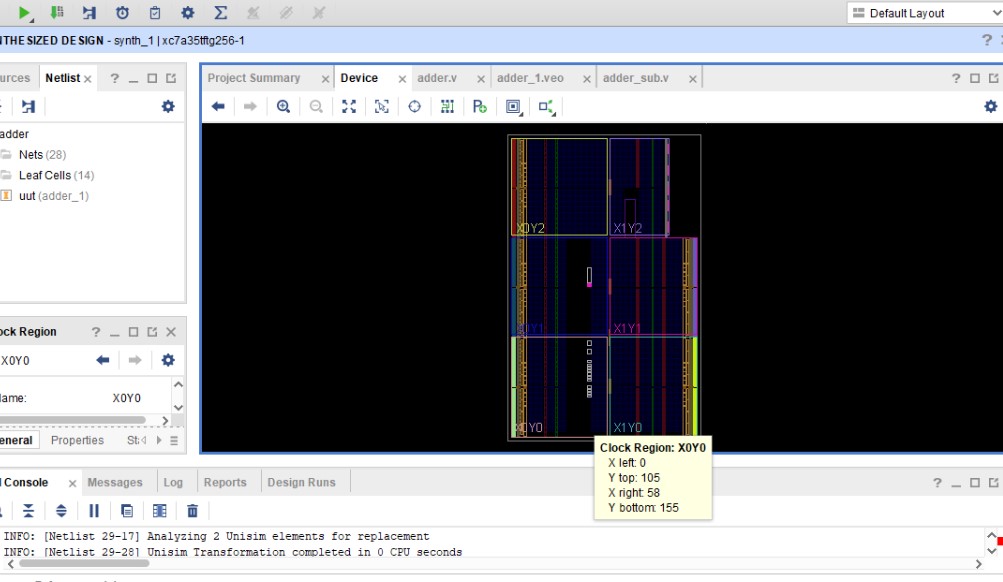 Default Layout
NTHESIZED DESIGN - synth_1 | xc7a35tftg256-1
urces Netlist
Project Summary Device adder.v adder_1.veo adder_sub.v
adder
Nets (28)
Leaf Cells (14)
uut (adder_1)
X0Y2 X1Y2
X0Y1 X1Y1
X0Y0 X1Y0
ock Region
X0Y0
ame: X0Y0
eneral Properties St
Clock Region: X0Y0
X left: 0
Y top: 105
X right: 58
Y bottom: 155
Console Messages Log Reports Design Runs
INFO: [Netlist 29-17] Analyzing 2 Unisim elements for replacement
INFO: [Netlist 29-28] Unisim Transformation completed in 0 CPU seconds